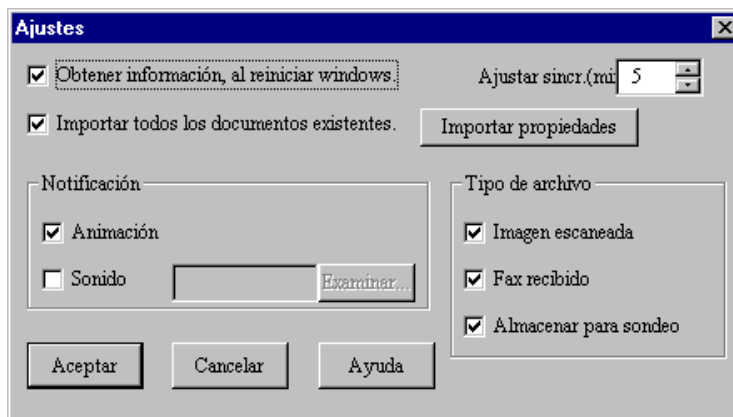 Ajustes
Obtener información, al reiniciar windows.
Ajustar sincr.(mi
5
Importar todos los documentos existentes.
Importar propiedades
Notificación
Animación
Sonido
Examinar...
Tipo de archivo
Imagen escaneada
Fax recibido
Almacenar para sondeo
Aceptar
Cancelar
Ayuda